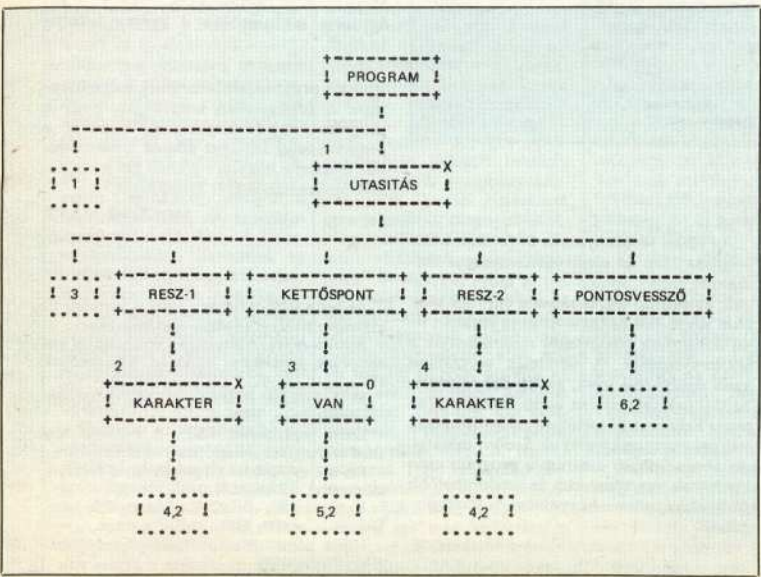 PROGRAM
1
1 UTASITÁS
3 RESZ-1 KETTŐSPONT RESZ-2 PONTOSVESSZŐ
2 3 4
X O X
KARAKTER VAN KARAKTER 6,2
4,2 5,2 4,2